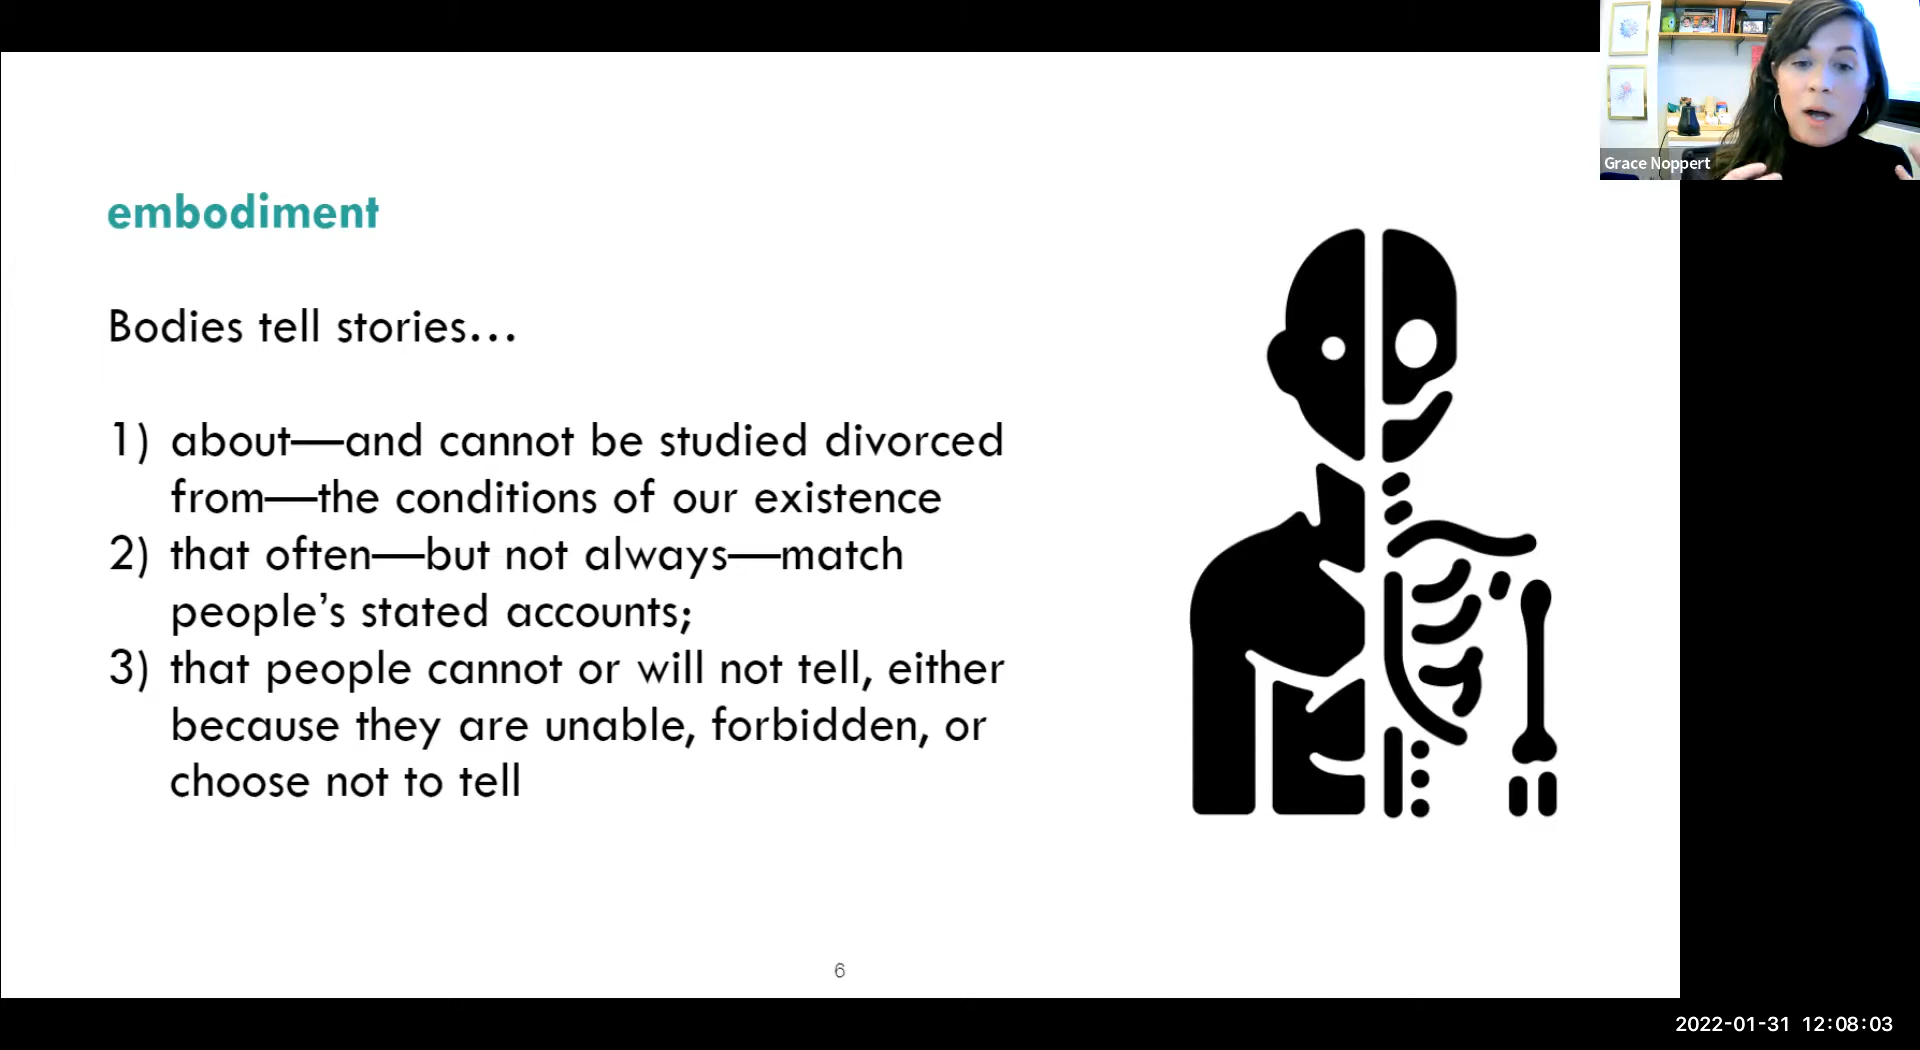 Grace Noppert
embodiment
Bodies tell stories…
1) about—and cannot be studied divorced
from—the conditions of our existence
2) that often—but not always—match
people’s stated accounts;
3) that people cannot or will not tell, either
because they are unable, forbidden, or
choose not to tell
6
2022-01-31 12:08:03